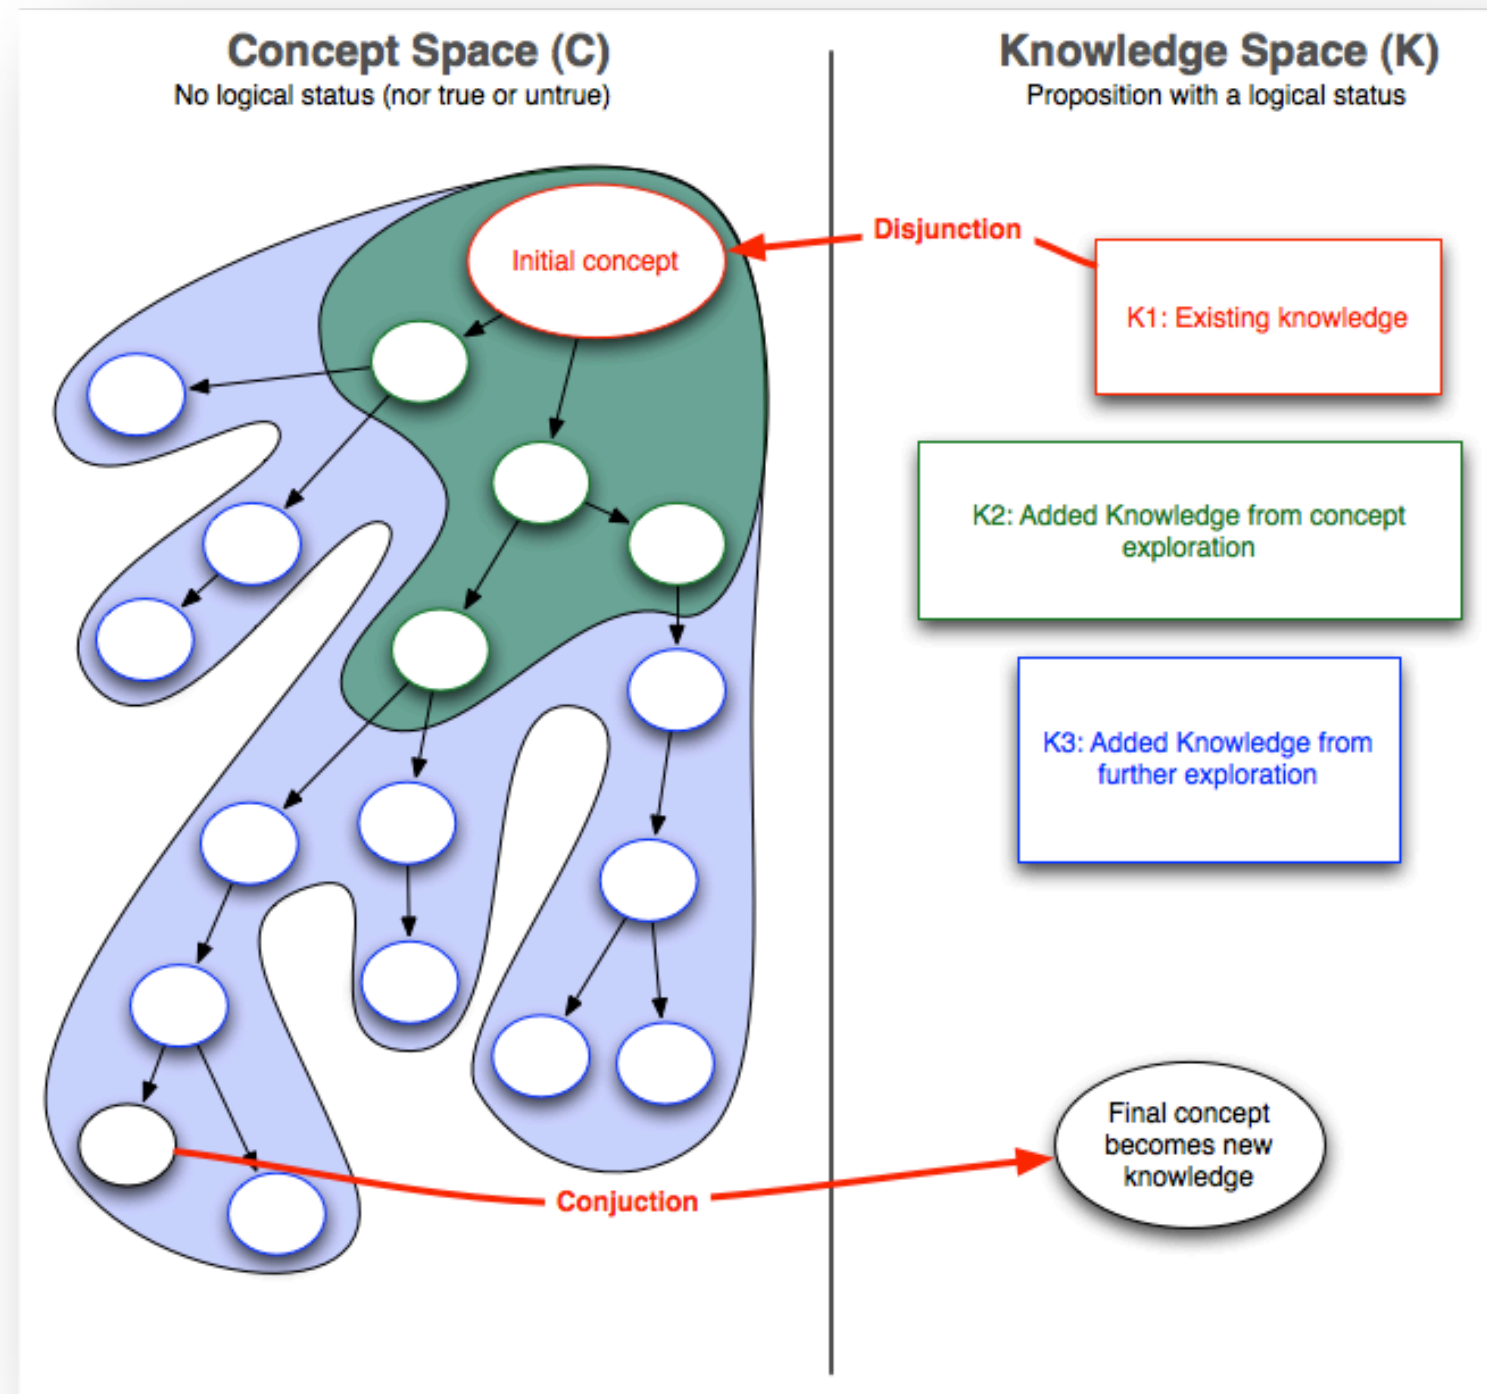 Concept Space (C)
No logical status (nor true or untrue)
Knowledge Space (K)
Proposition with a logical status
Disjunction
Initial concept
K1: Existing knowledge
K2: Added Knowledge from concept
exploration
K3: Added Knowledge from
further exploration
Final concept
becomes new
knowledge
Conjuction